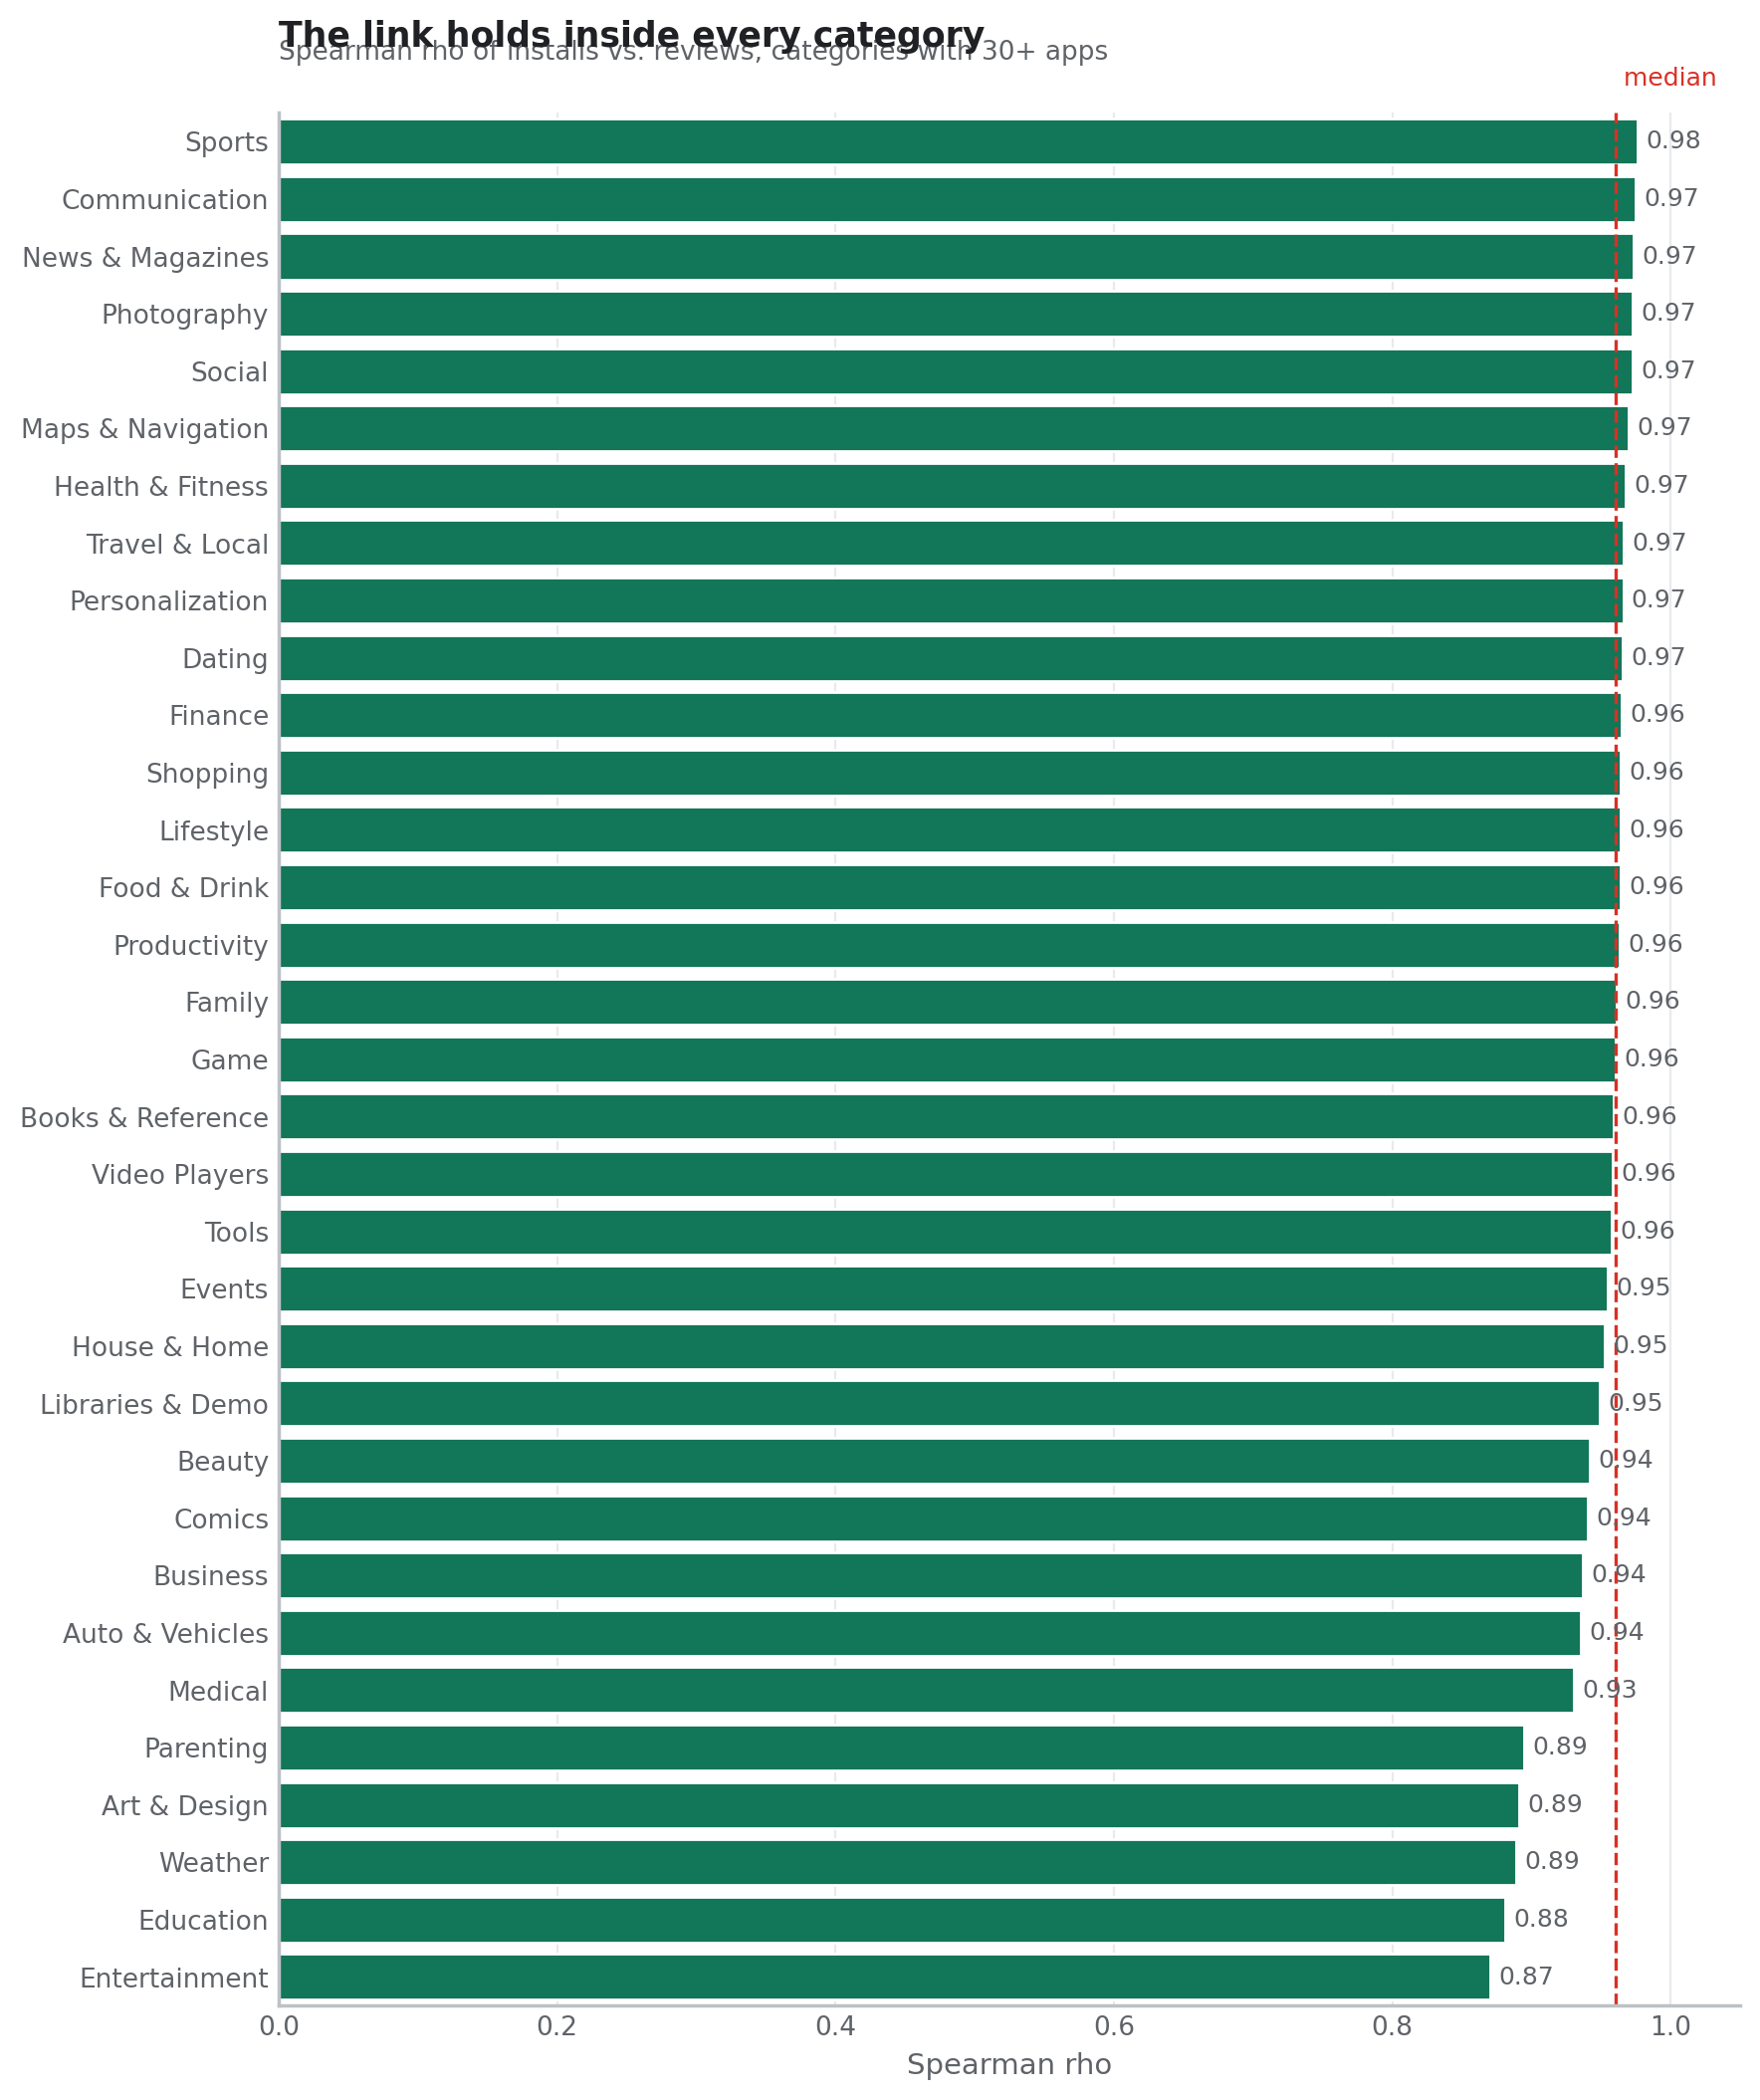 The link holds inside every category
Spearman rho of installs vs. reviews, categories with 30+ apps
median
Sports 0.98
Communication 0.97
News & Magazines 0.97
Photography 0.97
Social 0.97
Maps & Navigation 0.97
Health & Fitness 0.97
Travel & Local 0.97
Personalization 0.97
Dating 0.97
Finance 0.96
Shopping 0.96
Lifestyle 0.96
Food & Drink 0.96
Productivity 0.96
Family 0.96
Game 0.96
Books & Reference 0.96
Video Players 0.96
Tools 0.96
Events 0.95
House & Home 0.95
Libraries & Demo 0.95
Beauty 0.94
Comics 0.94
Business 0.94
Auto & Vehicles 0.94
Medical 0.93
Parenting 0.89
Art & Design 0.89
Weather 0.89
Education 0.88
Entertainment 0.87
0.0 0.2 0.4 0.6 0.8 1.0
Spearman rho